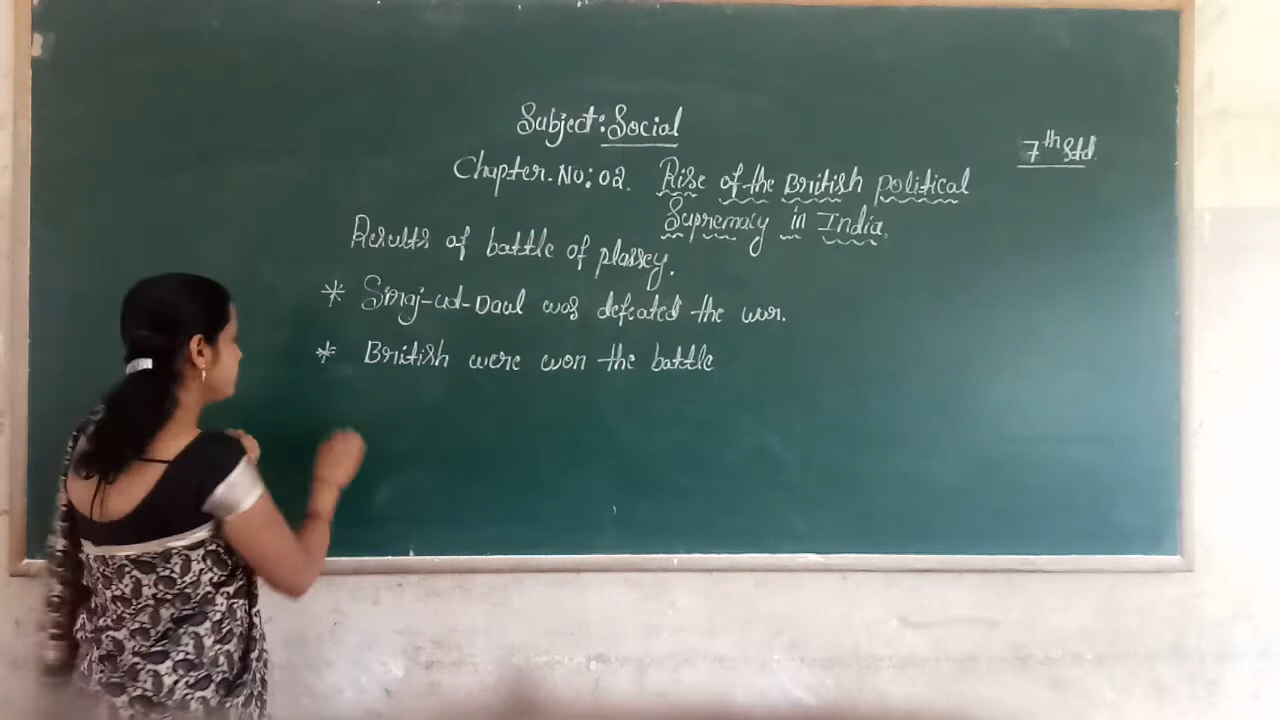 Subject: Social
7th Std.
Chapter.No: 02. Rise of the British political
Supremacy in India.
Results of battle of plassey.
* Siraj-ud-Daul was defeated the war.
* British were won the battle